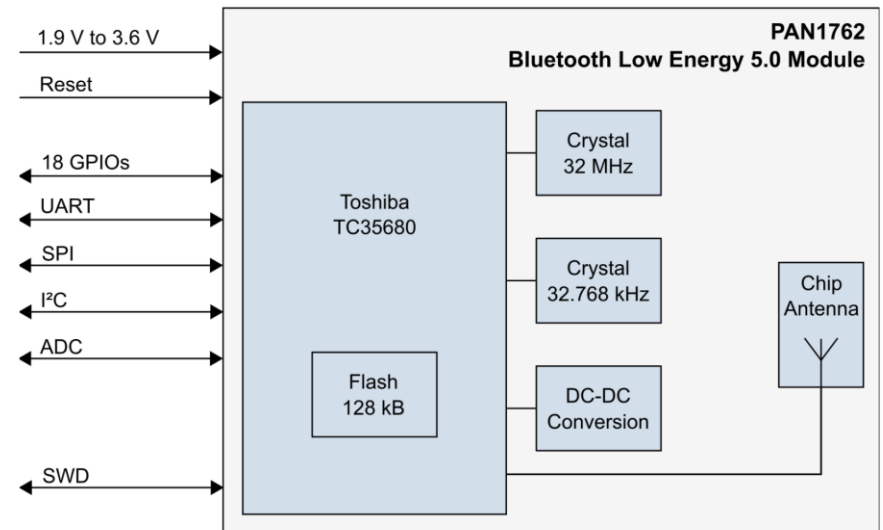 PAN1762
Bluetooth Low Energy 5.0 Module
1.9 V to 3.6 V
Reset
18 GPIOs
UART
SPI
I²C
ADC
SWD
Toshiba
TC35680
Flash
128 kB
Crystal
32 MHz
Crystal
32.768 kHz
DC-DC
Conversion
Chip
Antenna